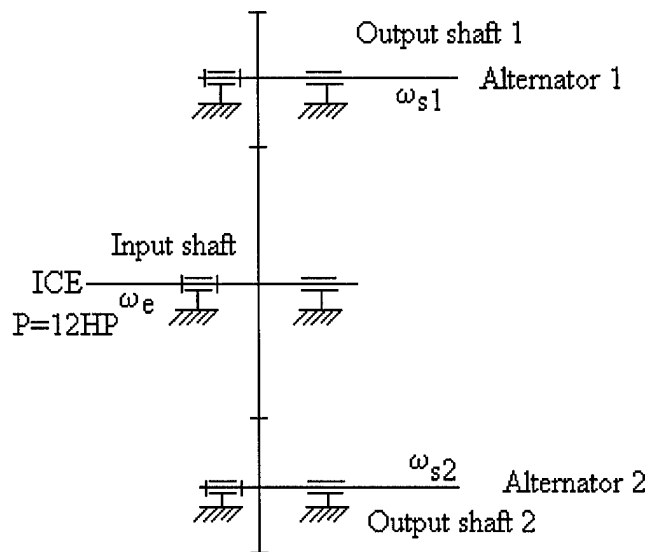 Output shaft 1
Alternator 1
ωs1
Input shaft
ICE
ωe
P=12HP
ωs2
Alternator 2
Output shaft 2